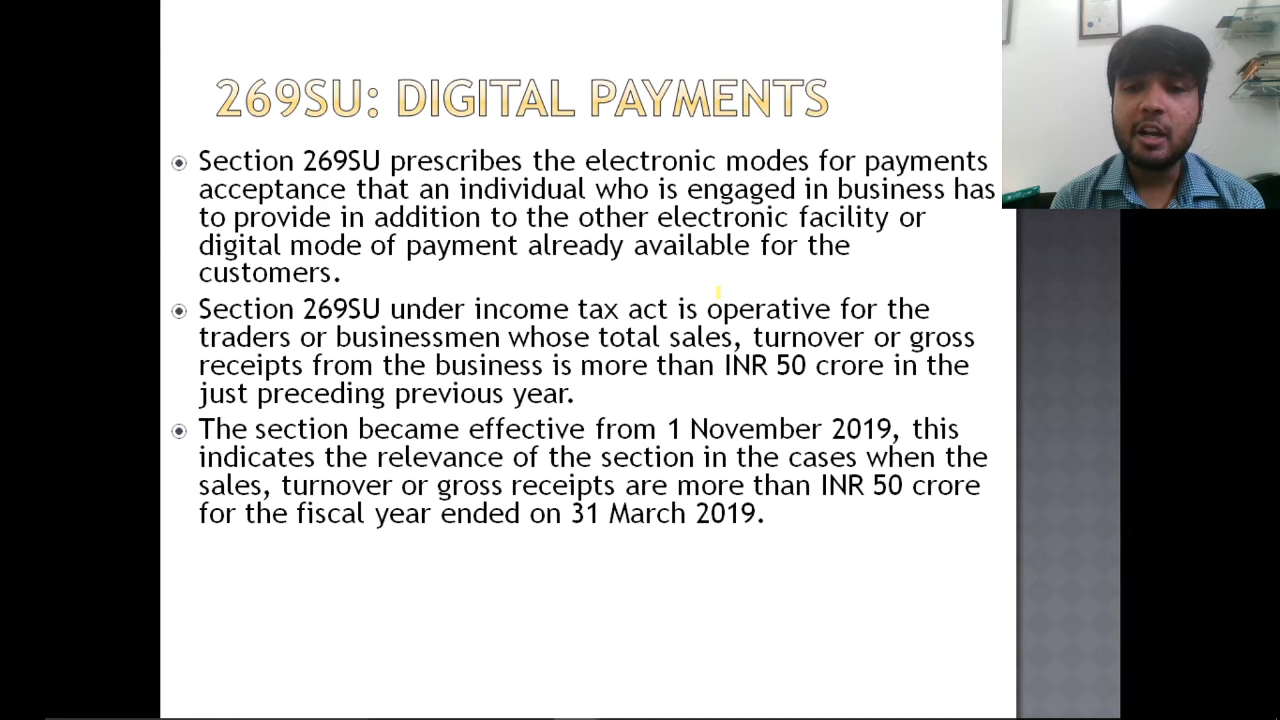 269SU: DIGITAL PAYMENTS
Section 269SU prescribes the electronic modes for payments
acceptance that an individual who is engaged in business has
to provide in addition to the other electronic facility or
digital mode of payment already available for the
customers.
Section 269SU under income tax act is operative for the
traders or businessmen whose total sales, turnover or gross
receipts from the business is more than INR 50 crore in the
just preceding previous year.
The section became effective from 1 November 2019, this
indicates the relevance of the section in the cases when the
sales, turnover or gross receipts are more than INR 50 crore
for the fiscal year ended on 31 March 2019.